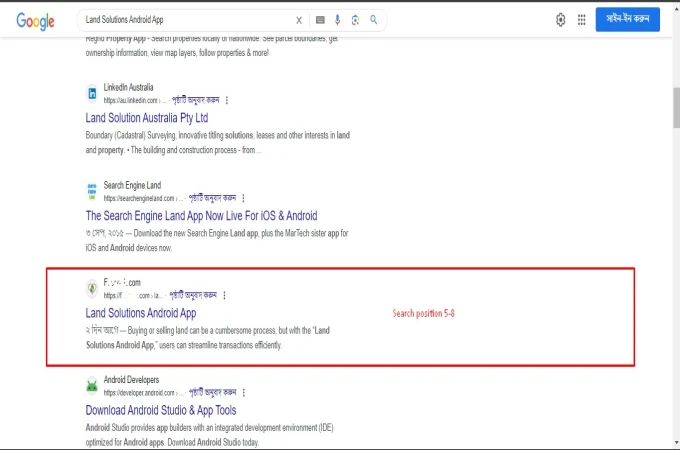 Google
Land Solutions Android App
সাইন-ইন করুন
Regrid Property App - Search properties locally or nationwide. See parcel boundaries, get
ownership information, view map layers, follow properties & more!
LinkedIn Australia
https://au.linkedin.com › ... · পৃষ্ঠাটি অনুবাদ করুন
Land Solution Australia Pty Ltd
Boundary (Cadastral) Surveying, innovative titling solutions, leases and other interests in land
and property. • The building and construction process - from ...
Search Engine Land
https://searchengineland.com › ... · পৃষ্ঠাটি অনুবাদ করুন
The Search Engine Land App Now Live For iOS & Android
৩ সেপ, ২০১৫ — Download the new Search Engine Land app, plus the MarTech sister app for
iOS and Android devices now.
.com
https://f .com › la... · পৃষ্ঠাটি অনুবাদ করুন
Land Solutions Android App
Search position 5-8
২ দিন আগে — Buying or selling land can be a cumbersome process, but with the "Land
Solutions Android App," users can streamline transactions efficiently.
Android Developers
https://developer.android.com › ... · পৃষ্ঠাটি অনুবাদ করুন
Download Android Studio & App Tools
Android Studio provides app builders with an integrated development environment (IDE)
optimized for Android apps. Download Android Studio today.